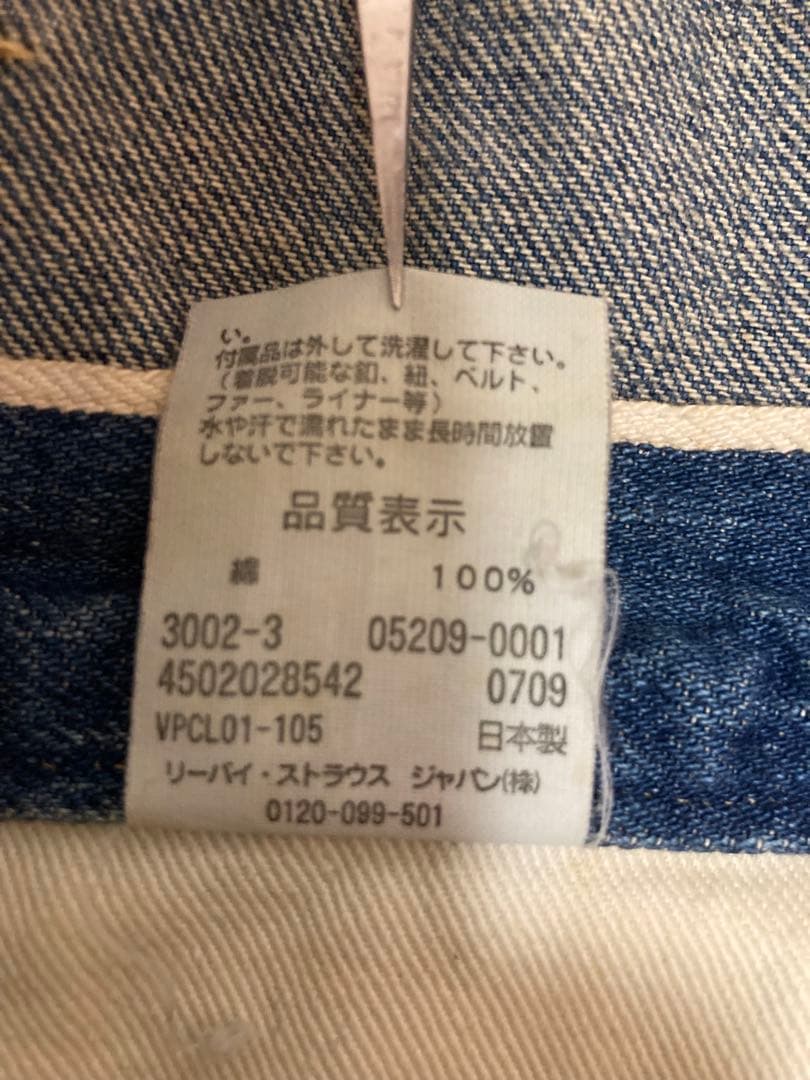 い。
付属品は外して洗濯して下さい。
(着脱可能な釦、紐、ベルト、
ファー、ライナー等)
水や汗で濡れたまま長時間放置
しないで下さい。
品質表示
綿 100%
3002-3 05209-0001
4502028542 0709
VPCL01-105 日本製
リーバイ・ストラウス ジャパン(株)
0120-099-501